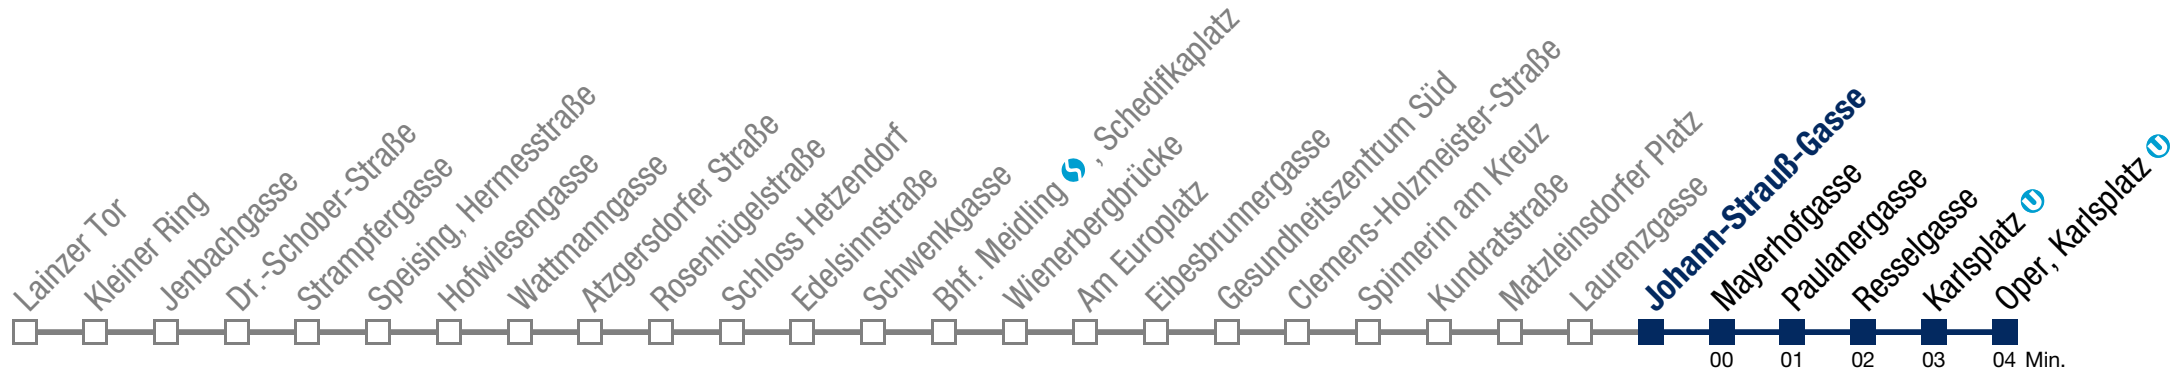 Lainzer Tor
Kleiner Ring
Jenbachgasse
Dr.-Schober-Straße
Strampfergasse
Speising, Hermesstraße
Hofwiesengasse
Wattmanngasse
Atzgersdorfer Straße
Rosenhügelstraße
Schloss Hetzendorf
Edelsinnstraße
Schwenkgasse
Bhf. Meidling S, Schedifkaplatz
Wienerbergbrücke
Am Europlatz
Eibesbrunnergasse
Gesundheitszentrum Süd
Clemens-Holzmeister-Straße
Spinnerin am Kreuz
Kundratstraße
Matzleinsdorfer Platz
Laurenzgasse
Johann-Strauß-Gasse
Mayerhofgasse
Paulanergasse
Resselgasse
Karlsplatz U
Oper, Karlsplatz U
00 01 02 03 04 Min.